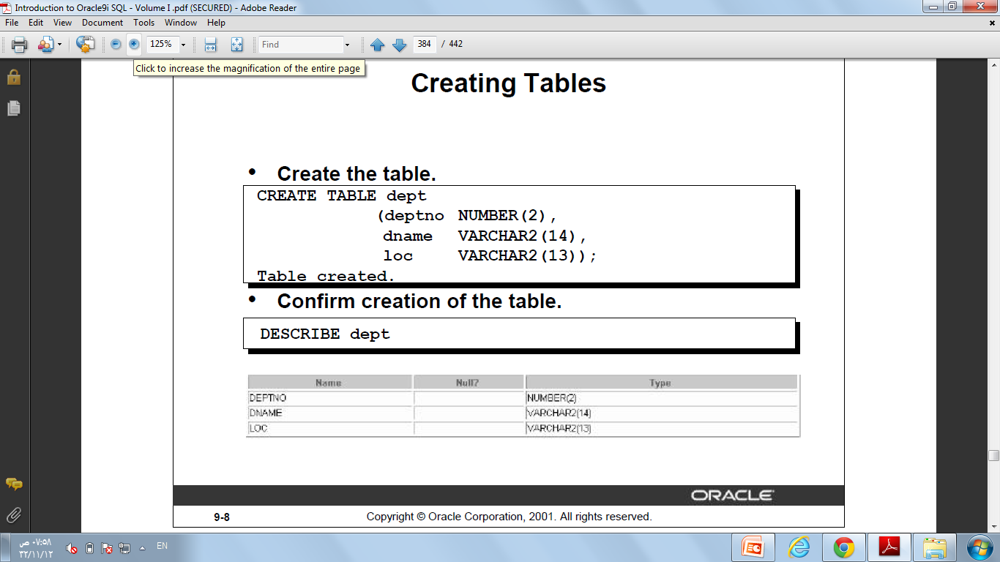 Introduction to Oracle9i SQL - Volume I .pdf (SECURED) - Adobe Reader
File Edit View Document Tools Window Help
125% Find 384 / 442
Click to increase the magnification of the entire page
Creating Tables
• Create the table.
CREATE TABLE dept
(deptno NUMBER(2),
dname VARCHAR2(14),
loc VARCHAR2(13));
Table created.
• Confirm creation of the table.
DESCRIBE dept
Name Null? Type
DEPTNO NUMBER(2)
DNAME VARCHAR2(14)
LOC VARCHAR2(13)
ORACLE
9-8 Copyright © Oracle Corporation, 2001. All rights reserved.
٠٧:٥٨ ص
EN